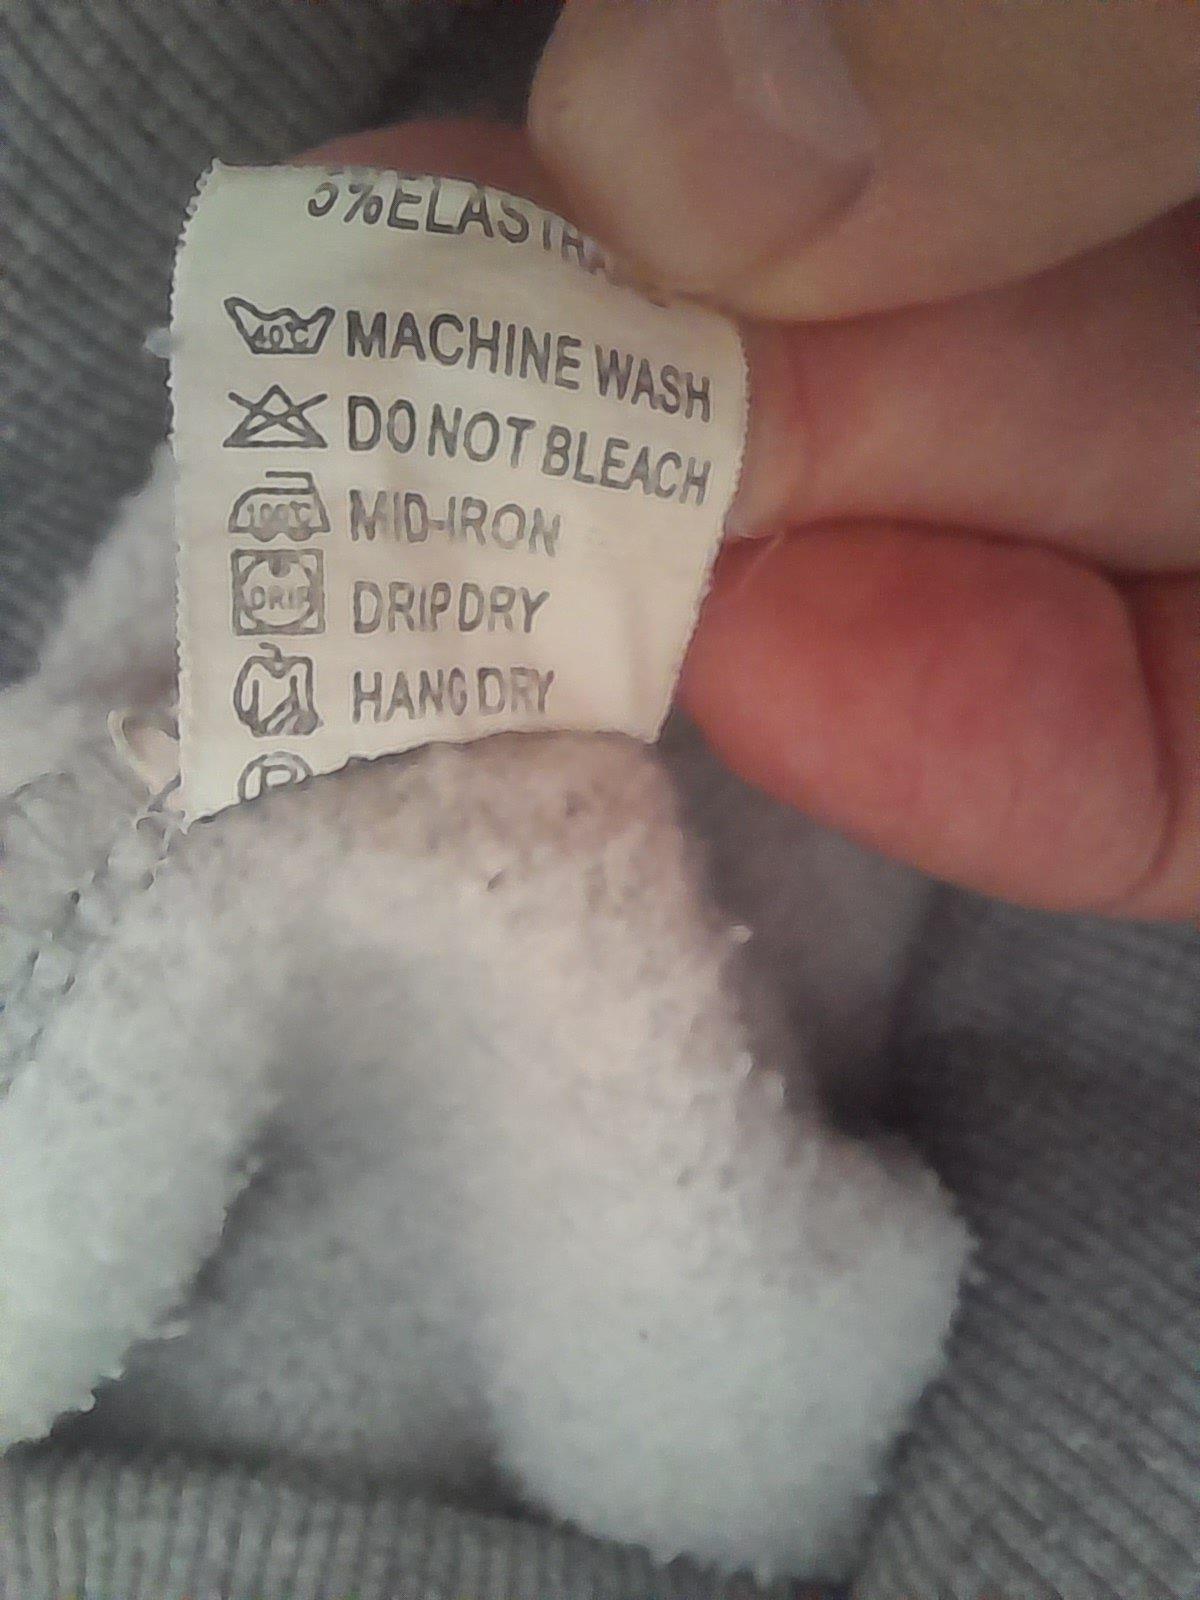 5%ELASTHA
40°C MACHINE WASH
DO NOT BLEACH
100°C MID-IRON
DRIP DRIP DRY
HANG DRY
P